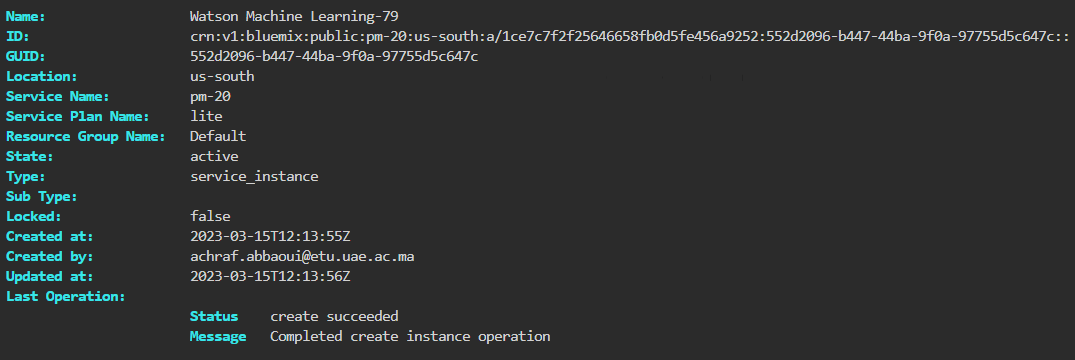 Name: Watson Machine Learning-79
ID: crn:v1:bluemix:public:pm-20:us-south:a/1ce7c7f2f25646658fb0d5fe456a9252:552d2096-b447-44ba-9f0a-97755d5c647c::
GUID: 552d2096-b447-44ba-9f0a-97755d5c647c
Location: us-south
Service Name: pm-20
Service Plan Name: lite
Resource Group Name: Default
State: active
Type: service_instance
Sub Type:
Locked: false
Created at: 2023-03-15T12:13:55Z
Created by: achraf.abbaoui@etu.uae.ac.ma
Updated at: 2023-03-15T12:13:56Z
Last Operation:
Status create succeeded
Message Completed create instance operation